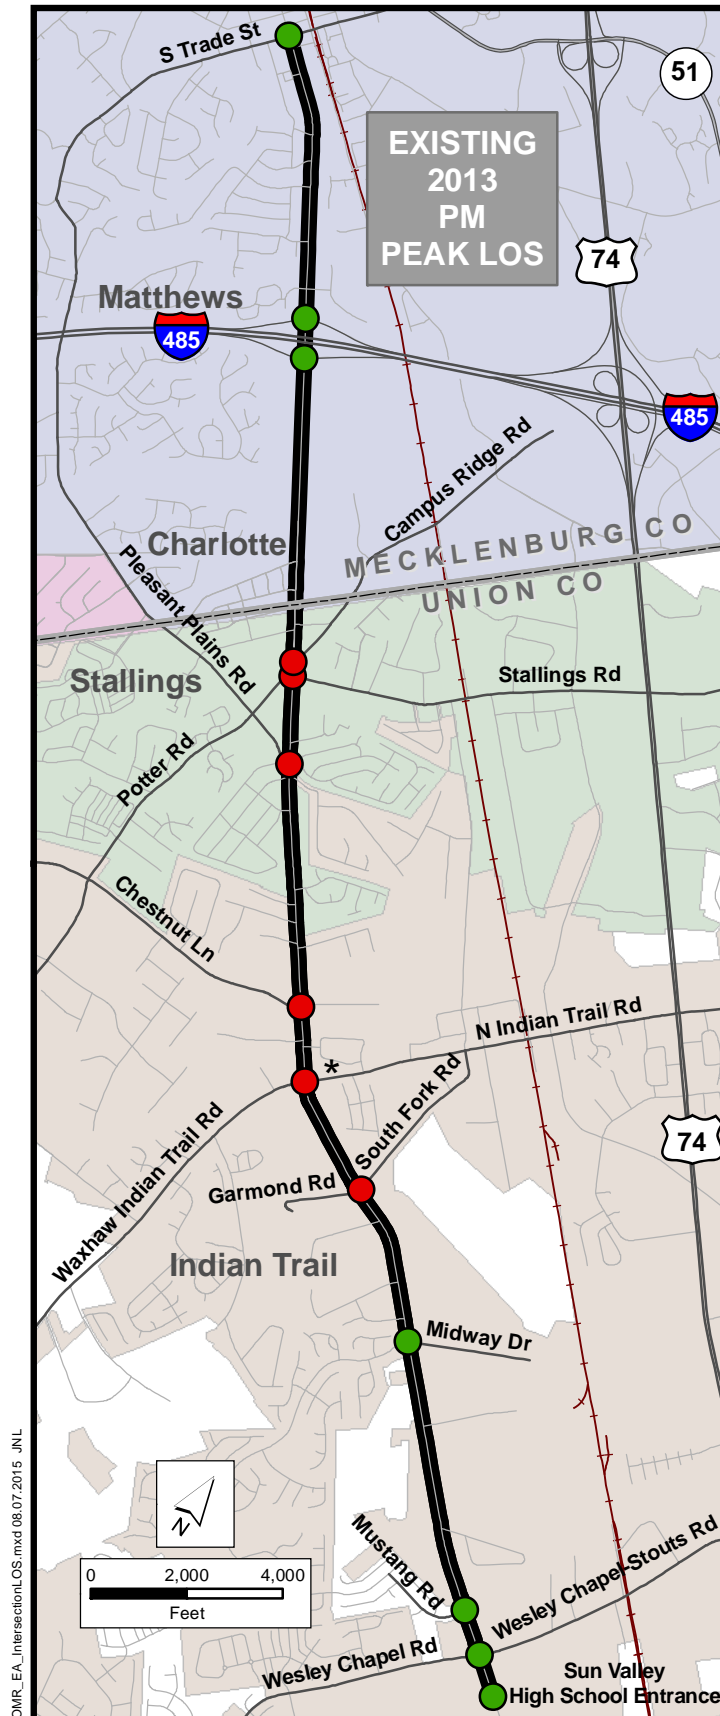 S Trade St
51
EXISTING
2013
PM
PEAK LOS
74
Matthews
485
485
Campus Ridge Rd
Charlotte
MECKLENBURG CO
UNION CO
Pleasant Plains Rd
Stallings
Stallings Rd
Potter Rd
Chestnut Ln
N Indian Trail Rd
*
South Fork Rd
Waxhaw Indian Trail Rd
74
Garmond Rd
Indian Trail
Midway Dr
N
0 2,000 4,000
Feet
Mustang Rd
Wesley Chapel-Stouts Rd
Wesley Chapel Rd
Sun Valley
High School Entrance
OMR_EA_IntersectionLOS.mxd 08.07.2015 JNL